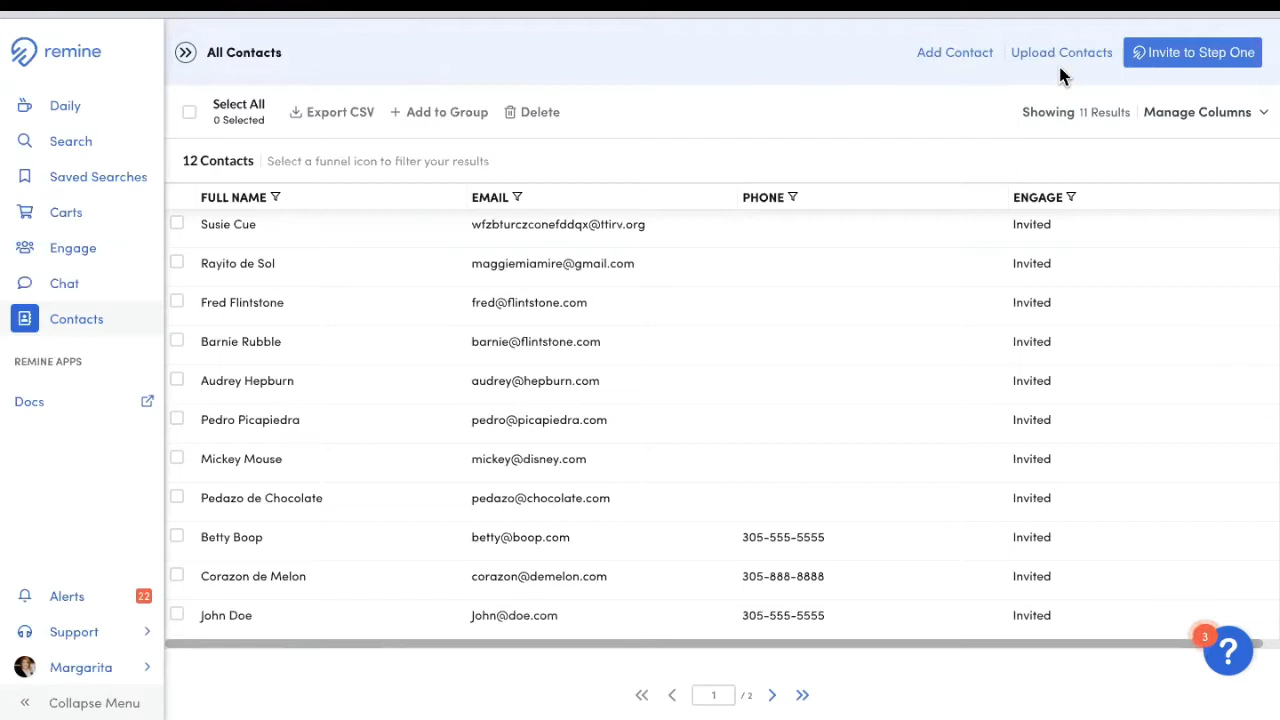 remine
All Contacts
Add Contact
Upload Contacts
Invite to Step One
Daily
Search
Saved Searches
Carts
Engage
Chat
Contacts
REMINE APPS
Docs
Alerts 22
Support
Margarita
Collapse Menu
Select All
0 Selected
Export CSV
Add to Group
Delete
Showing 11 Results
Manage Columns
12 Contacts Select a funnel icon to filter your results
FULL NAME EMAIL PHONE ENGAGE
Susie Cue wfzbturczconefddqx@ttirv.org Invited
Rayito de Sol maggiemiamire@gmail.com Invited
Fred Flintstone fred@flintstone.com Invited
Barnie Rubble barnie@flintstone.com Invited
Audrey Hepburn audrey@hepburn.com Invited
Pedro Picapiedra pedro@picapiedra.com Invited
Mickey Mouse mickey@disney.com Invited
Pedazo de Chocolate pedazo@chocolate.com Invited
Betty Boop betty@boop.com 305-555-5555 Invited
Corazon de Melon corazon@demelon.com 305-888-8888 Invited
John Doe John@doe.com 305-555-5555 Invited
3
?
1 / 2